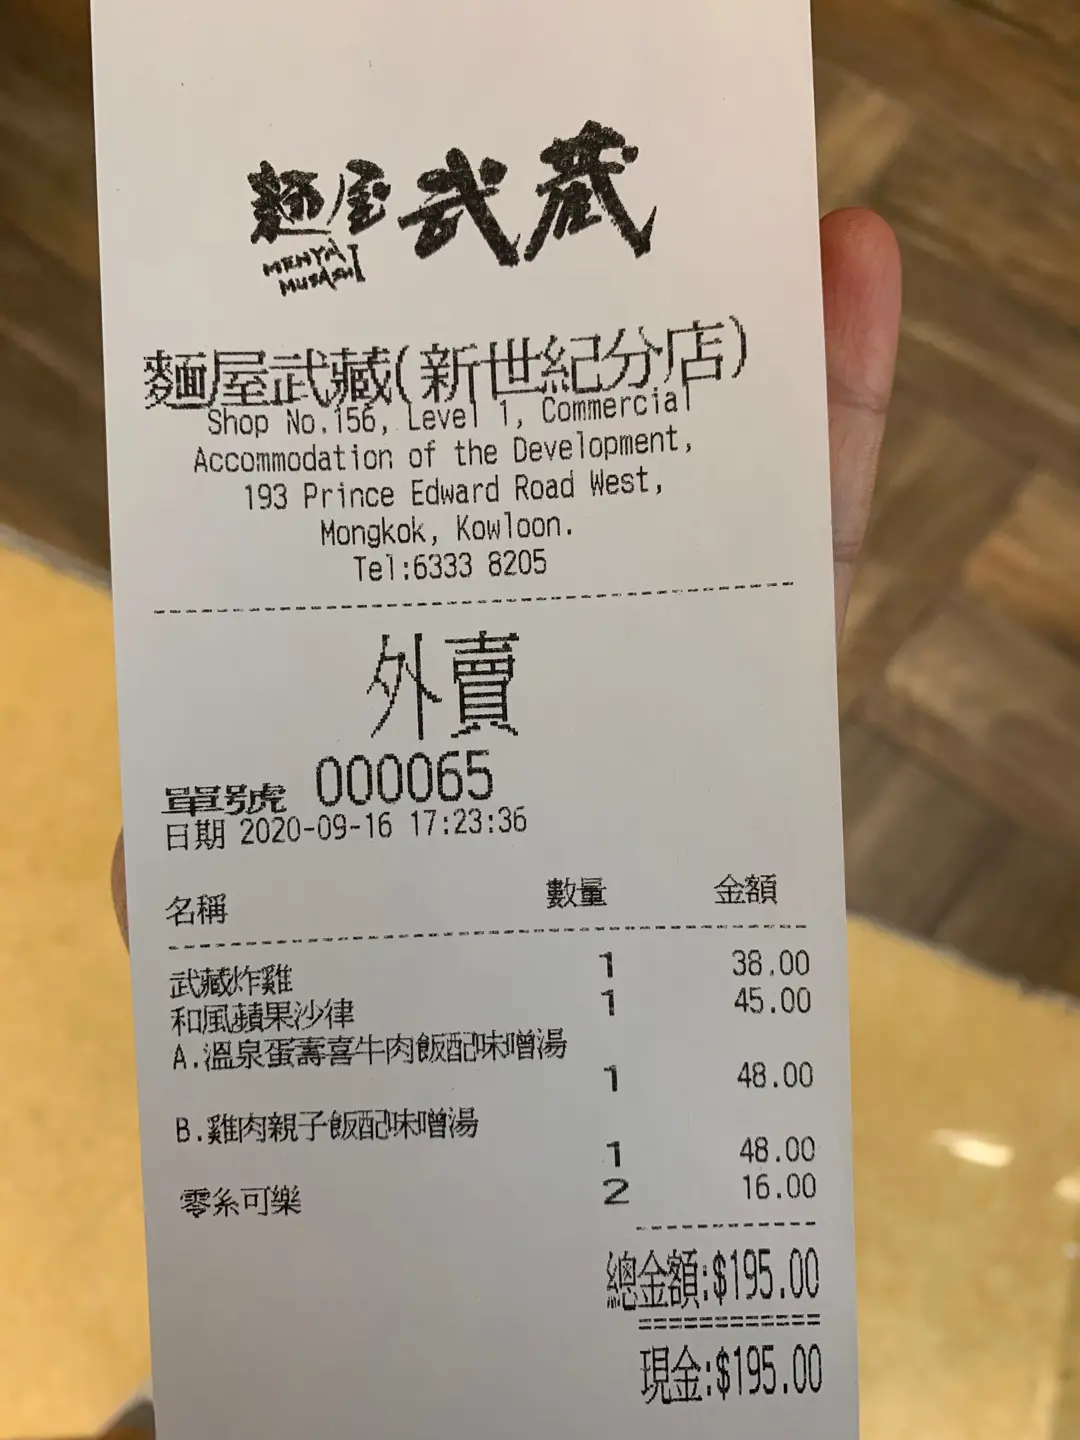 麵屋武藏
MENYA
MUSASHI
麵屋武藏(新世紀分店)
Shop No.156, Level 1, Commercial
Accommodation of the Development,
193 Prince Edward Road West,
Mongkok, Kowloon.
Tel:6333 8205
外賣
單號 000065
日期 2020-09-16 17:23:36
名稱 數量 金額
武藏炸雞 1 38.00
和風蘋果沙律 1 45.00
A.溫泉蛋壽喜牛肉飯配味噌湯
1 48.00
B.雞肉親子飯配味噌湯
1 48.00
零系可樂 2 16.00
總金額:$195.00
現金:$195.00